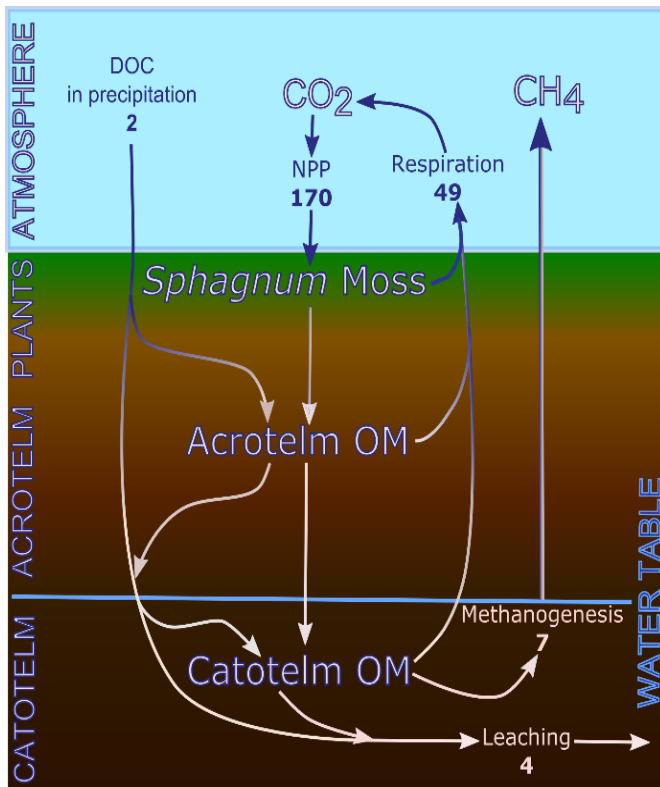 ATMOSPHERE
DOC
in precipitation
2
CO2
NPP
170
Respiration
49
CH4
PLANTS
Sphagnum Moss
ACROTELM
Acrotelm OM
WATER TABLE
CATOTELM
Catotelm OM
Methanogenesis
7
Leaching
4